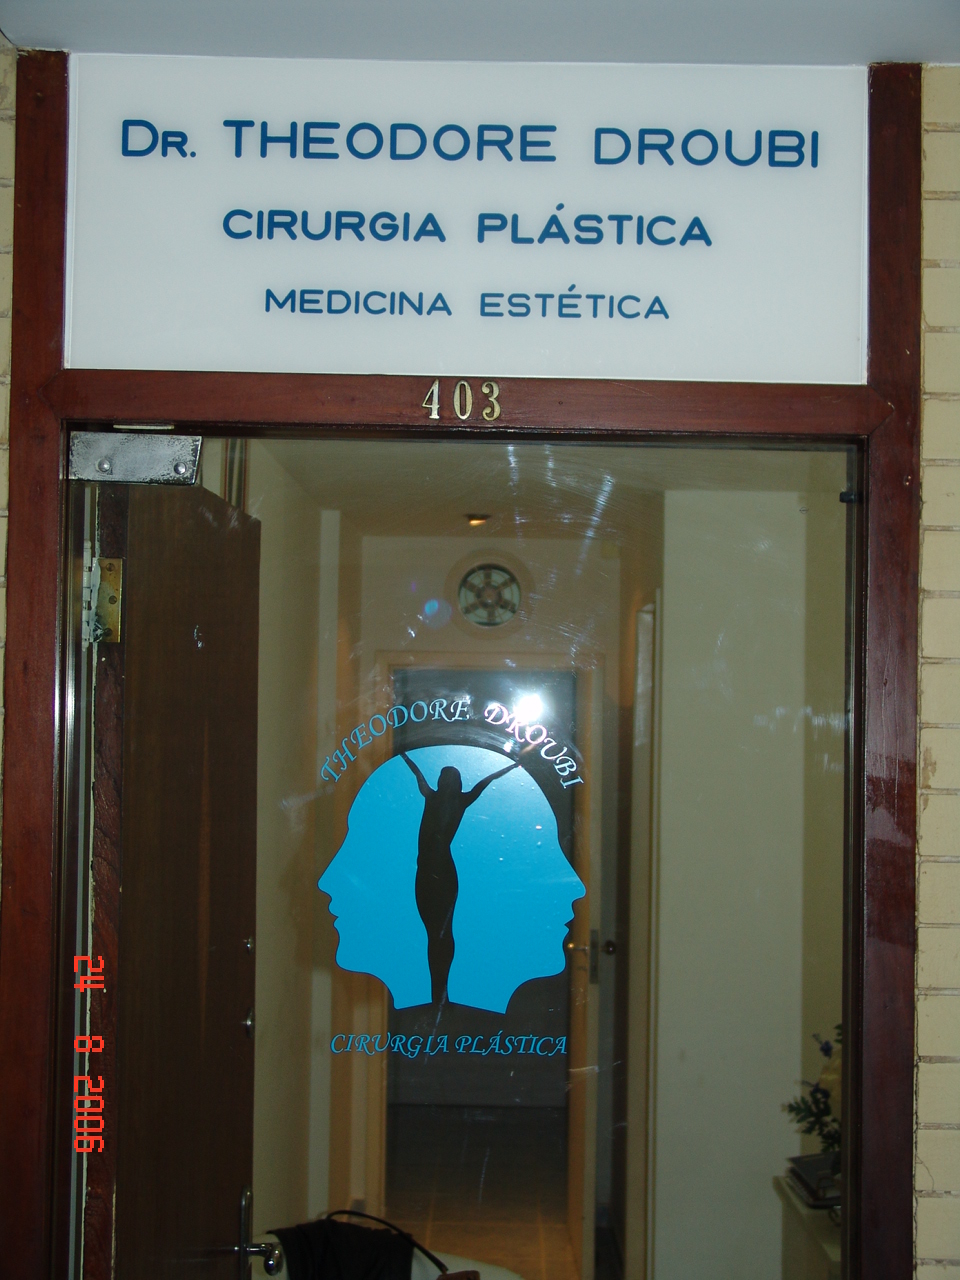 DR. THEODORE DROUBI
CIRURGIA PLÁSTICA
MEDICINA ESTÉTICA
403
THEODORE DROUBI
CIRURGIA PLÁSTICA
24 8 2006